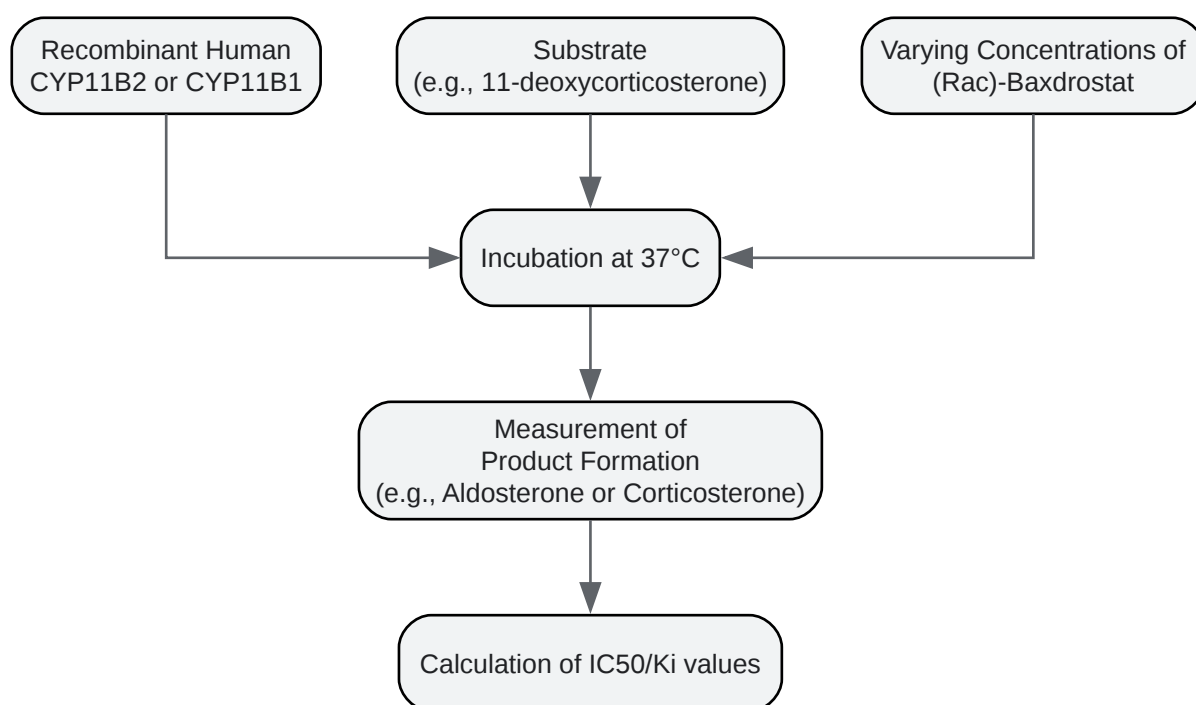 Recombinant Human
CYP11B2 or CYP11B1
Substrate
(e.g., 11-deoxycorticosterone)
Varying Concentrations of
(Rac)-Baxdrostat
Incubation at 37°C
Measurement of
Product Formation
(e.g., Aldosterone or Corticosterone)
Calculation of IC50/Ki values